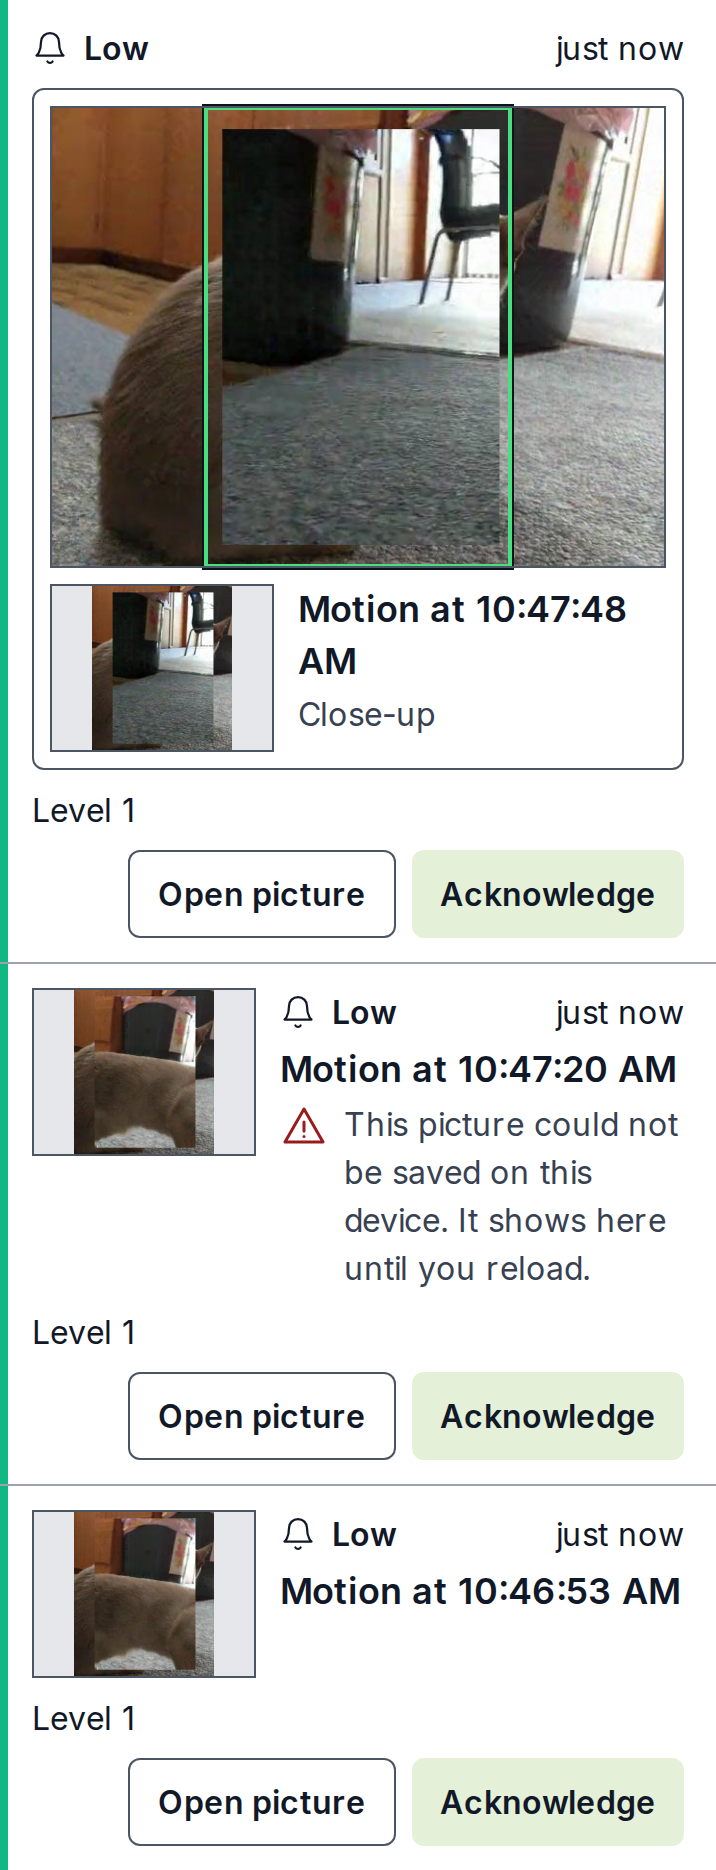 Low just now
Motion at 10:47:48
AM
Close-up
Level 1
Open picture Acknowledge
Low just now
Motion at 10:47:20 AM
This picture could not
be saved on this
device. It shows here
until you reload.
Level 1
Open picture Acknowledge
Low just now
Motion at 10:46:53 AM
Level 1
Open picture Acknowledge